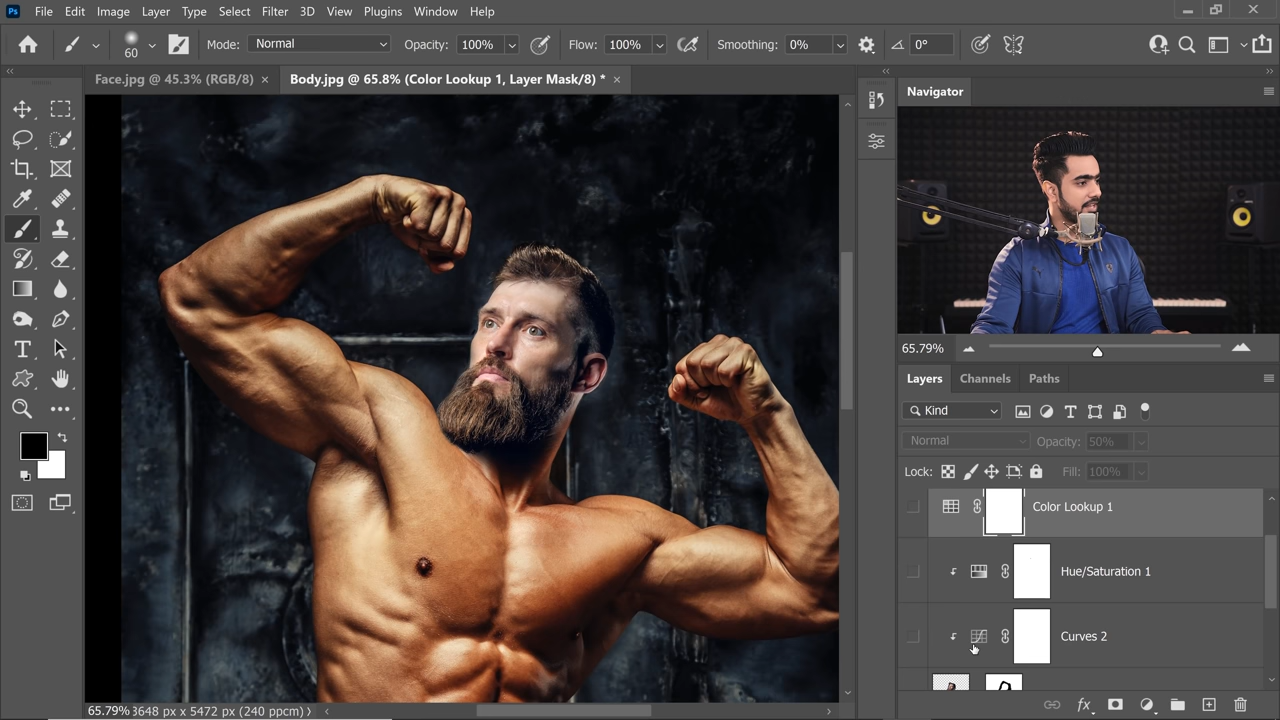 Ps File Edit Image Layer Type Select Filter 3D View Plugins Window Help
60 Mode: Normal Opacity: 100% Flow: 100% Smoothing: 0% 0°
Face.jpg @ 45.3% (RGB/8) × Body.jpg @ 65.8% (Color Lookup 1, Layer Mask/8) * ×
Navigator
65.79%
Layers Channels Paths
Kind
Normal Opacity: 50%
Lock: Fill: 100%
Color Lookup 1
Hue/Saturation 1
Curves 2
65.79% 3648 px x 5472 px (240 ppcm)